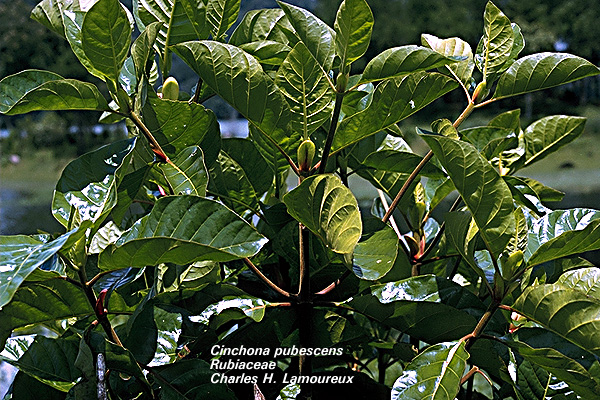 Cinchona pubescens
Rubiaceae
Charles H. Lamoureux